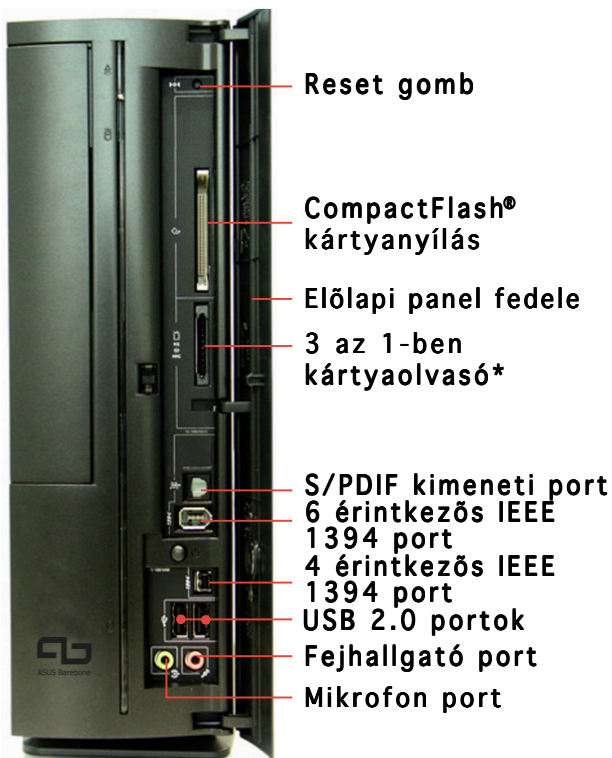 Reset gomb
CompactFlash®
kártyanyílás
Elõlapi panel fedele
3 az 1-ben
kártyaolvasó*
S/PDIF kimeneti port
6 érintkezõs IEEE
1394 port
4 érintkezõs IEEE
1394 port
USB 2.0 portok
Fejhallgató port
Mikrofon port
ASUS Barebone